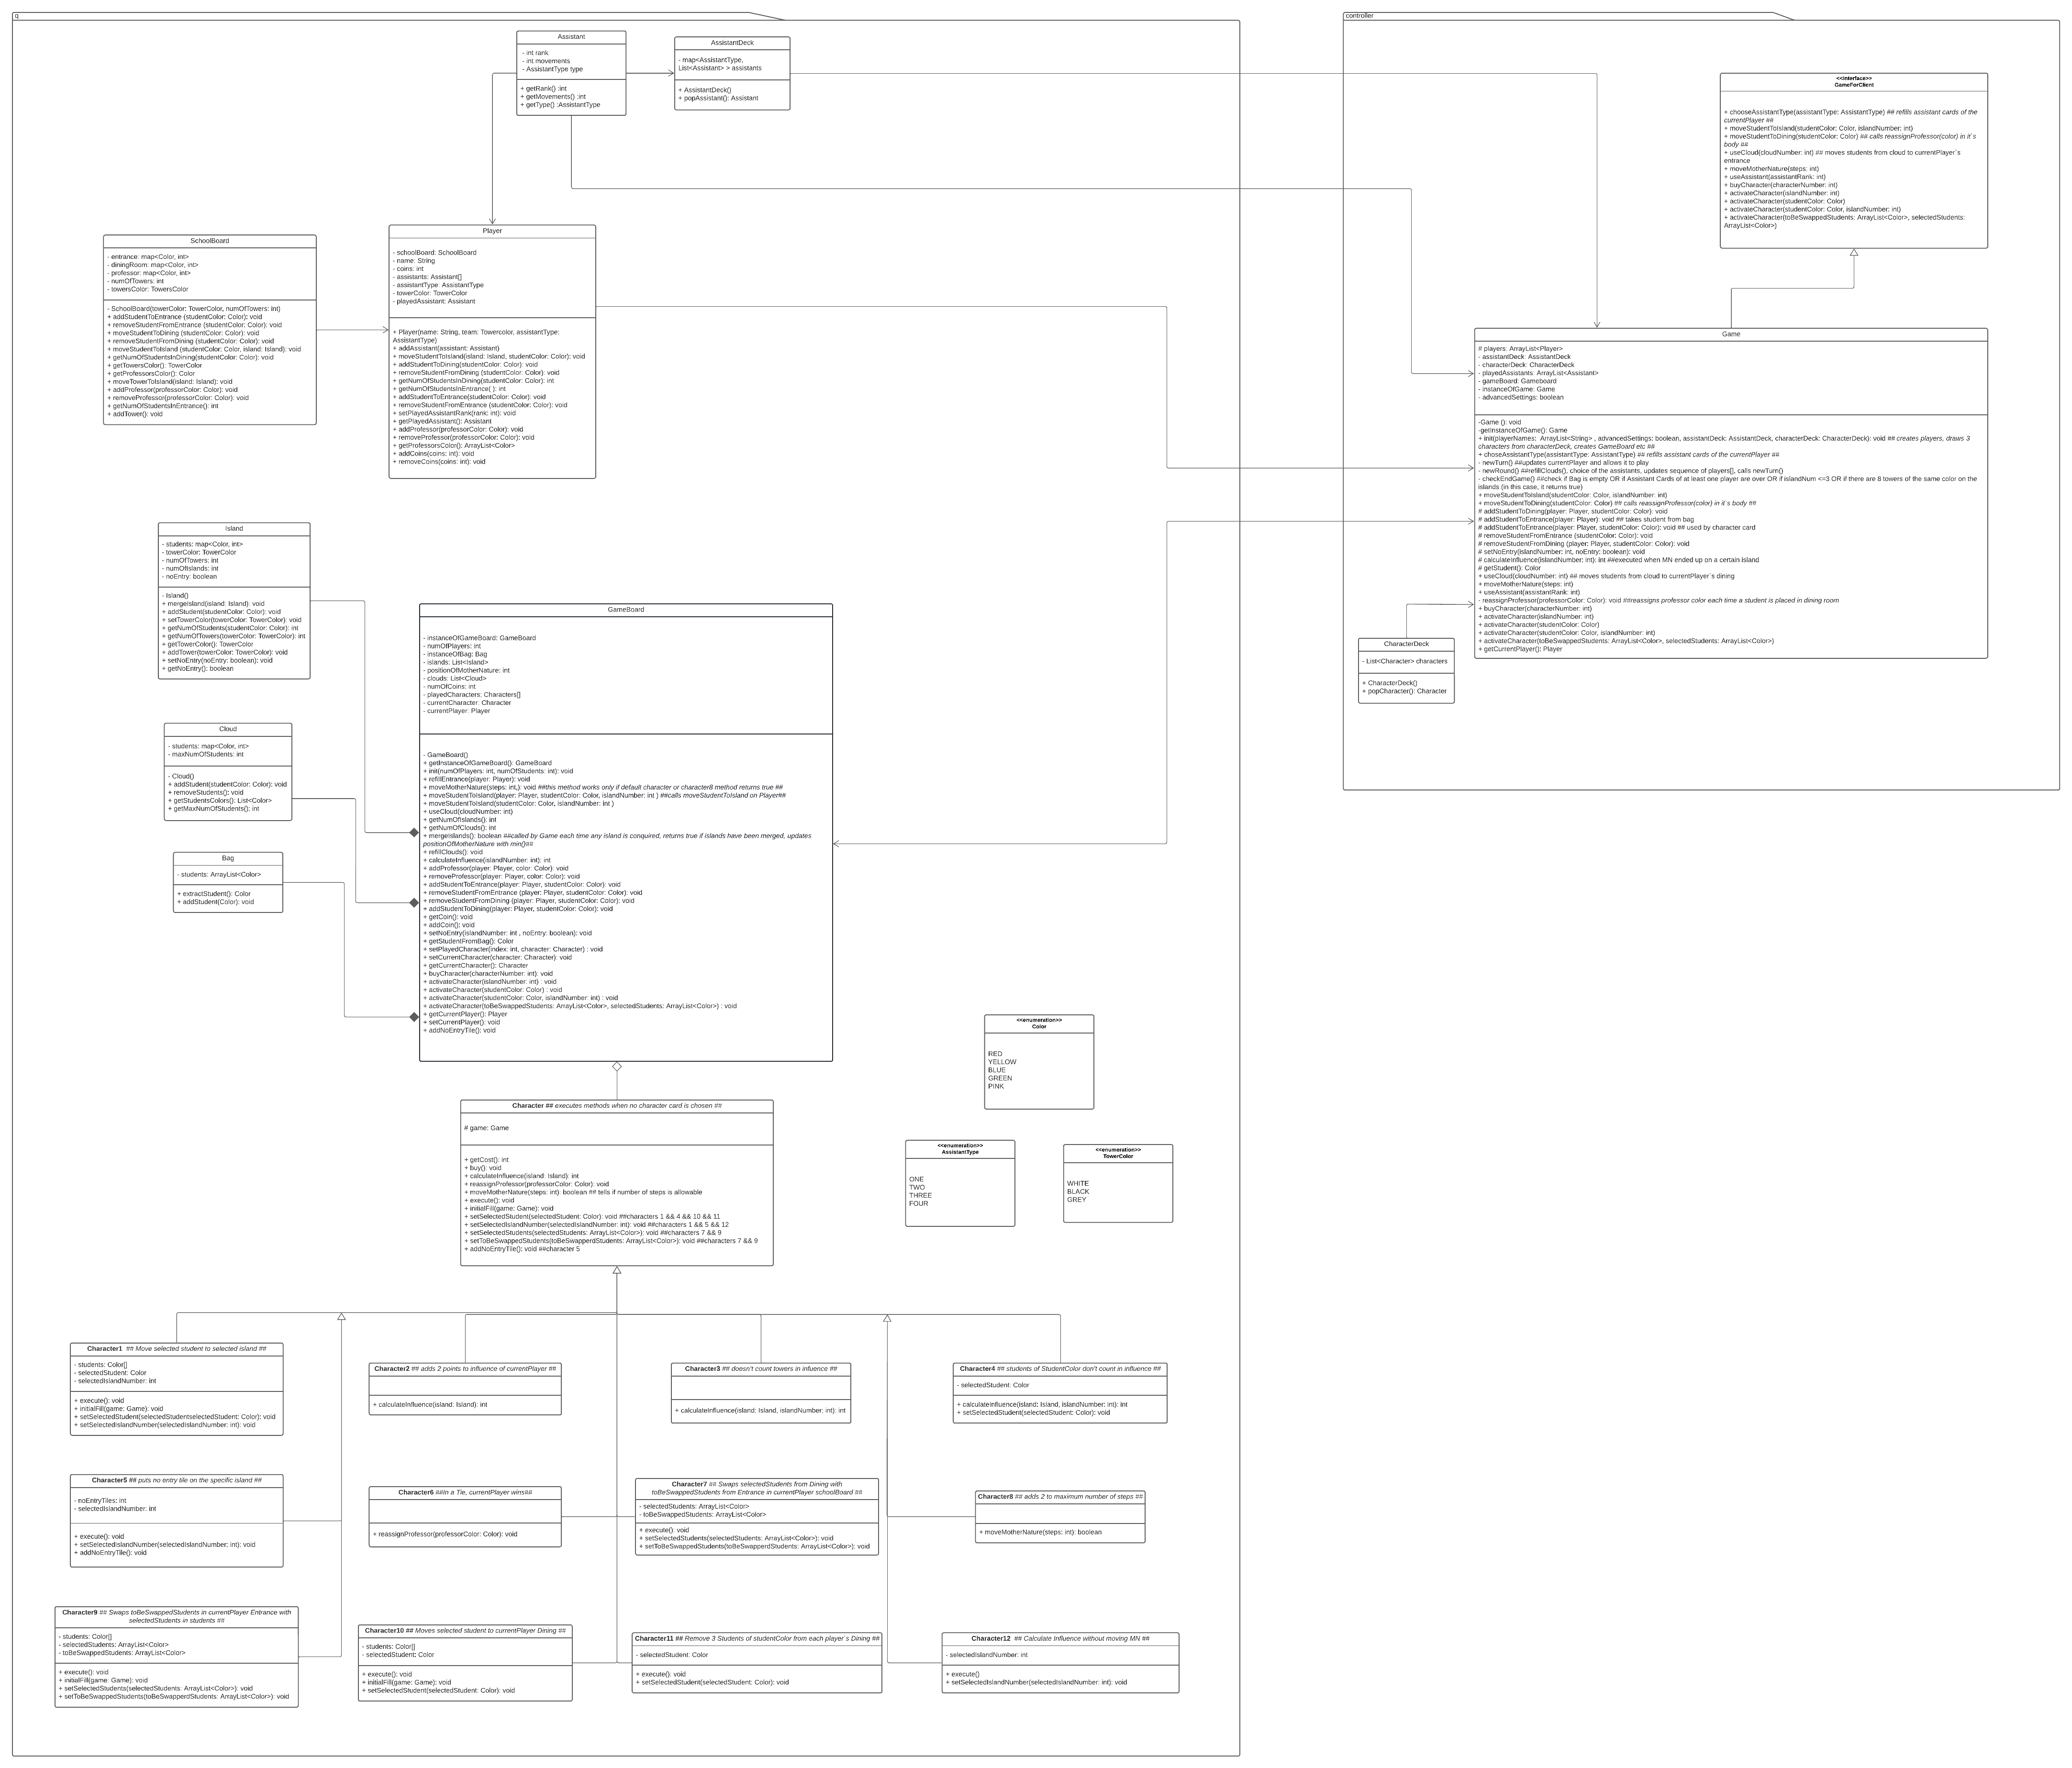 q
Assistant
- int rank
- int movements
- AssistantType type
+ getRank() :int
+ getMovements() :int
+ getType() :AssistantType
AssistantDeck
- map<AssistantType,
List<Assistant> > assistants
+ AssistantDeck()
+ popAssistant(): Assistant
SchoolBoard
- entrance: map<Color, int>
- diningRoom: map<Color, int>
- professor: map<Color, int>
- numOfTowers: int
- towersColor: TowersColor
- SchoolBoard(towerColor: TowerColor, numOfTowers: int)
+ addStudentToEntrance (studentColor: Color): void
+ removeStudentFromEntrance (studentColor: Color): void
+ moveStudentToDining (studentColor: Color): void
+ removeStudentFromDining (studentColor: Color): void
+ moveStudentToIsland (studentColor: Color, island: Island): void
+ getNumOfStudentsInDining(studentColor: Color): void
+ getTowersColor(): TowerColor
+ getProfessorsColor(): Color
+ moveTowerToIsland(island: Island): void
+ addProfessor(professorColor: Color): void
+ removeProfessor(professorColor: Color): void
+ getNumOfStudentsInEntrance(): int
+ addTower(): void
Player
- schoolBoard: SchoolBoard
- name: String
- coins: int
- assistants: Assistant[]
- assistantType: AssistantType
- towerColor: TowerColor
- playedAssistant: Assistant
+ Player(name: String, team: Towercolor, assistantType:
AssistantType)
+ addAssistant(assistant: Assistant)
+ moveStudentToIsland(island: Island, studentColor: Color): void
+ addStudentToDining(studentColor: Color): void
+ removeStudentFromDining (studentColor: Color): void
+ getNumOfStudentsInDining(studentColor: Color): int
+ getNumOfStudentsInEntrance( ): int
+ addStudentToEntrance(studentColor: Color): void
+ removeStudentFromEntrance (studentColor: Color): void
+ setPlayedAssistantRank(rank: int): void
+ getPlayedAssistant(): Assistant
+ addProfessor(professorColor: Color): void
+ removeProfessor(professorColor: Color): void
+ getProfessorsColor(): ArrayList<Color>
+ addCoins(coins: int): void
+ removeCoins(coins: int): void
Island
- students: map<Color, int>
- towerColor: TowerColor
- numOfTowers: int
- numOfIslands: int
- noEntry: boolean
- Island()
+ mergeIsland(island: Island): void
+ addStudent(studentColor: Color): void
+ setTowerColor(towerColor: TowerColor): void
+ getNumOfStudents(studentColor: Color): int
+ getNumOfTowers(towerColor: TowerColor): int
+ getTowerColor(): TowerColor
+ addTower(towerColor: TowerColor): void
+ setNoEntry(noEntry: boolean): void
+ getNoEntry(): boolean
Cloud
- students: map<Color, int>
- maxNumOfStudents: int
- Cloud()
+ addStudent(studentColor: Color): void
+ removeStudents(): void
+ getStudentsColors(): List<Color>
+ getMaxNumOfStudents(): int
Bag
- students: ArrayList<Color>
+ extractStudent(): Color
+ addStudent(Color): void
GameBoard
- instanceOfGameBoard: GameBoard
- numOfPlayers: int
- instanceOfBag: Bag
- islands: List<Island>
- positionOfMotherNature: int
- clouds: List<Cloud>
- numOfCoins: int
- playedCharacters: Characters[]
- currentCharacter: Character
- currentPlayer: Player
- GameBoard()
+ getInstanceOfGameBoard(): GameBoard
+ init(numOfPlayers: int, numOfStudents: int): void
+ refillEntrance(player: Player): void
+ moveMotherNature(steps: int,): void ##this method works only if default character or character8 method returns true ##
+ moveStudentToIsland(player: Player, studentColor: Color, islandNumber: int ) ##calls moveStudentToIsland on Player##
+ moveStudentToIsland(studentColor: Color, islandNumber: int )
+ useCloud(cloudNumber: int)
+ getNumOfIslands(): int
+ getNumOfClouds(): int
+ mergeIslands(): boolean ##called by Game each time any island is conquired, returns true if islands have been merged, updates
positionOfMotherNature with min()##
+ refillClouds(): void
+ calculateInfluence(islandNumber: int): int
+ addProfessor(player: Player, color: Color): void
+ removeProfessor(player: Player, color: Color): void
+ addStudentToEntrance(player: Player, studentColor: Color): void
+ removeStudentFromEntrance (player: Player, studentColor: Color): void
+ removeStudentFromDining (player: Player, studentColor: Color): void
+ addStudentToDining(player: Player, studentColor: Color): void
+ getCoin(): void
+ addCoin(): void
+ setNoEntry(islandNumber: int , noEntry: boolean): void
+ getStudentFromBag(): Color
+ setPlayedCharacter(index: int, character: Character) : void
+ setCurrentCharacter(character: Character): void
+ getCurrentCharacter(): Character
+ buyCharacter(characterNumber: int): void
+ activateCharacter(islandNumber: int) : void
+ activateCharacter(studentColor: Color) : void
+ activateCharacter(studentColor: Color, islandNumber: int) : void
+ activateCharacter(toBeSwappedStudents: ArrayList<Color>, selectedStudents: ArrayList<Color>) : void
+ getCurrentPlayer(): Player
+ setCurrentPlayer(): void
+ addNoEntryTile(): void
<<enumeration>>
Color
RED
YELLOW
BLUE
GREEN
PINK
<<enumeration>>
AssistantType
ONE
TWO
THREE
FOUR
<<enumeration>>
TowerColor
WHITE
BLACK
GREY
Character ## executes methods when no character card is chosen ##
# game: Game
+ getCost(): int
+ buy(): void
+ calculateInfluence(island: Island): int
+ reassignProfessor(professorColor: Color): void
+ moveMotherNature(steps: int): boolean ## tells if number of steps is allowable
+ execute(): void
+ initialFill(game: Game): void
+ setSelectedStudent(selectedStudent: Color): void ##characters 1 && 4 && 10 && 11
+ setSelectedIslandNumber(selectedIslandNumber: int): void ##characters 1 && 5 && 12
+ setSelectedStudents(selectedStudents: ArrayList<Color>): void ##characters 7 && 9
+ setToBeSwappedStudents(toBeSwapperdStudents: ArrayList<Color>): void ##characters 7 && 9
+ addNoEntryTile(): void ##character 5
Character1 ## Move selected student to selected island ##
- students: Color[]
- selectedStudent: Color
- selectedIslandNumber: int
+ execute(): void
+ initialFill(game: Game): void
+ setSelectedStudent(selectedStudentselectedStudent: Color): void
+ setSelectedIslandNumber(selectedIslandNumber: int): void
Character2 ## adds 2 points to influence of currentPlayer ##
+ calculateInfluence(island: Island): int
Character3 ## doesn't count towers in infuence ##
+ calculateInfluence(island: Island, islandNumber: int): int
Character4 ## students of StudentColor don't count in influence ##
- selectedStudent: Color
+ calculateInfluence(island: Island, islandNumber: int): int
+ setSelectedStudent(selectedStudent: Color): void
Character5 ## puts no entry tile on the specific island ##
- noEntryTiles: int
- selectedIslandNumber: int
+ execute(): void
+ setSelectedIslandNumber(selectedIslandNumber: int): void
+ addNoEntryTile(): void
Character6 ##In a Tie, currentPlayer wins##
+ reassignProfessor(professorColor: Color): void
Character7 ## Swaps selectedStudents from Dining with
toBeSwappedStudents from Entrance in currentPlayer schoolBoard ##
- selectedStudents: ArrayList<Color>
- toBeSwappedStudents: ArrayList<Color>
+ execute(): void
+ setSelectedStudents(selectedStudents: ArrayList<Color>): void
+ setToBeSwappedStudents(toBeSwapperdStudents: ArrayList<Color>): void
Character8 ## adds 2 to maximum number of steps ##
+ moveMotherNature(steps: int): boolean
Character9 ## Swaps toBeSwappedStudents in currentPlayer Entrance with
selectedStudents in students ##
- students: Color[]
- selectedStudents: ArrayList<Color>
- toBeSwappedStudents: ArrayList<Color>
+ execute(): void
+ initialFill(game: Game): void
+ setSelectedStudents(selectedStudents: ArrayList<Color>): void
+ setToBeSwappedStudents(toBeSwapperdStudents: ArrayList<Color>): void
Character10 ## Moves selected student to currentPlayer Dining ##
- students: Color[]
- selectedStudent: Color
+ execute(): void
+ initialFill(game: Game): void
+ setSelectedStudent(selectedStudent: Color): void
Character11 ## Remove 3 Students of studentColor from each player`s Dining ##
- selectedStudent: Color
+ execute(): void
+ setSelectedStudent(selectedStudent: Color): void
Character12 ## Calculate Influence without moving MN ##
- selectedIslandNumber: int
+ execute()
+ setSelectedIslandNumber(selectedIslandNumber: int): void
controller
<<interface>>
GameForClient
+ chooseAssistantType(assistantType: AssistantType) ## refills assistant cards of the
currentPlayer ##
+ moveStudentToIsland(studentColor: Color, islandNumber: int)
+ moveStudentToDining(studentColor: Color) ## calls reassignProfessor(color) in it`s
body ##
+ useCloud(cloudNumber: int) ## moves students from cloud to currentPlayer`s
entrance
+ moveMotherNature(steps: int)
+ useAssistant(assistantRank: int)
+ buyCharacter(characterNumber: int)
+ activateCharacter(islandNumber: int)
+ activateCharacter(studentColor: Color)
+ activateCharacter(studentColor: Color, islandNumber: int)
+ activateCharacter(toBeSwappedStudents: ArrayList<Color>, selectedStudents:
ArrayList<Color>)
Game
# players: ArrayList<Player>
- assistantDeck: AssistantDeck
- characterDeck: CharacterDeck
- playedAssistants: ArrayList<Assistant>
- gameBoard: Gameboard
- instanceOfGame: Game
- advancedSettings: boolean
-Game (): void
-getInstanceOfGame(): Game
+ init(playerNames: ArrayList<String> , advancedSettings: boolean, assistantDeck: AssistantDeck, characterDeck: CharacterDeck): void ## creates players, draws 3
characters from characterDeck, creates GameBoard etc ##
+ choseAssistantType(assistantType: AssistantType) ## refills assistant cards of the currentPlayer ##
- newTurn() ##updates currentPlayer and allows it to play
- newRound() ##refillClouds(), choice of the assistants, updates sequence of players[], calls newTurn()
- checkEndGame() ##check if Bag is empty OR if Assistant Cards of at least one player are over OR if islandNum <=3 OR if there are 8 towers of the same color on the
islands (in this case, it returns true)
+ moveStudentToIsland(studentColor: Color, islandNumber: int)
+ moveStudentToDining(studentColor: Color) ## calls reassignProfessor(color) in it`s body ##
# addStudentToDining(player: Player, studentColor: Color): void
# addStudentToEntrance(player: Player): void ## takes student from bag
# addStudentToEntrance(player: Player, studentColor: Color): void ## used by character card
# removeStudentFromEntrance (studentColor: Color): void
# removeStudentFromDining (player: Player, studentColor: Color): void
# setNoEntry(islandNumber: int, noEntry: boolean): void
# calculateInfluence(islandNumber: int): int ##executed when MN ended up on a certain island
# getStudent(): Color
+ useCloud(cloudNumber: int) ## moves students from cloud to currentPlayer`s dining
+ moveMotherNature(steps: int)
+ useAssistant(assistantRank: int)
- reassignProfessor(professorColor: Color): void ##reassigns professor color each time a student is placed in dining room
+ buyCharacter(characterNumber: int)
+ activateCharacter(islandNumber: int)
+ activateCharacter(studentColor: Color)
+ activateCharacter(studentColor: Color, islandNumber: int)
+ activateCharacter(toBeSwappedStudents: ArrayList<Color>, selectedStudents: ArrayList<Color>)
+ getCurrentPlayer(): Player
CharacterDeck
- List<Character> characters
+ CharacterDeck()
+ popCharacter(): Character